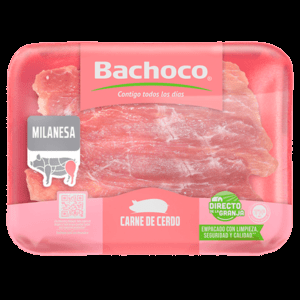 Bachoco®
Contigo todos los días.
MILANESA
CARNE DE CERDO
DIRECTO
DE LA GRANJA
EMPACADO CON LIMPIEZA,
SEGURIDAD Y CALIDAD